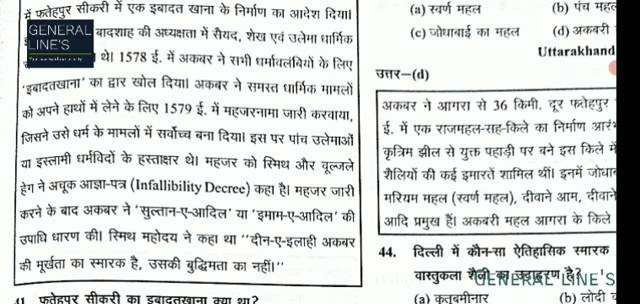 में फतेहपुर सीकरी में एक इबादत खाना के निर्माण का आदेश दिया।
बादशाह की अध्यक्षता में सैयद, शेख एवं उलेमा धार्मिक
थे। 1578 ई. में अकबर ने सभी धर्मावलंबियों के लिए
'इबादतखाना' का द्वार खोल दिया। अकबर ने समस्त धार्मिक मामलों
को अपने हाथों में लेने के लिए 1579 ई. में महजरनामा जारी करवाया,
जिसने उसे धर्म के मामलों में सर्वोच्च बना दिया। इस पर पांच उलेमाओं
या इस्लामी धर्मविदों के हस्ताक्षर थे। महजर को स्मिथ और वूल्जले
हेग ने अचूक आज्ञा-पत्र (Infallibility Decree) कहा है। महजर जारी
करने के बाद अकबर ने 'सुल्तान-ए-आदिल' या 'इमाम-ए-आदिल' की
उपाधि धारण की। स्मिथ महोदय ने कहा था "दीन-ए-इलाही अकबर
की मूर्खता का स्मारक है, उसकी बुद्धिमता का नहीं।"
41. फतेहपुर सीकरी का इबादतखाना क्या था?
GENERAL
LINE'S
(a) स्वर्ण महल (b) पंच महल
(c) जोधाबाई का महल (d) अकबरी
Uttarakhand
उत्तर—(d)
अकबर ने आगरा से 36 किमी. दूर फतेहपुर
ई. में एक राजमहल-सह-किले का निर्माण आरंभ
कृत्रिम झील से युक्त पहाड़ी पर बने इस किले में
शैलियों की कई इमारतें शामिल थीं। इनमें जोधाब
मरियम महल (स्वर्ण महल), दीवाने आम, दीवाने
आदि प्रमुख हैं। अकबरी महल आगरा के किले
44. दिल्ली में कौन-सा ऐतिहासिक स्मारक
वास्तुकला शैली का उदाहरण है?
(a) कुतुबमीनार (b) लोदी
GENERAL LINE'S